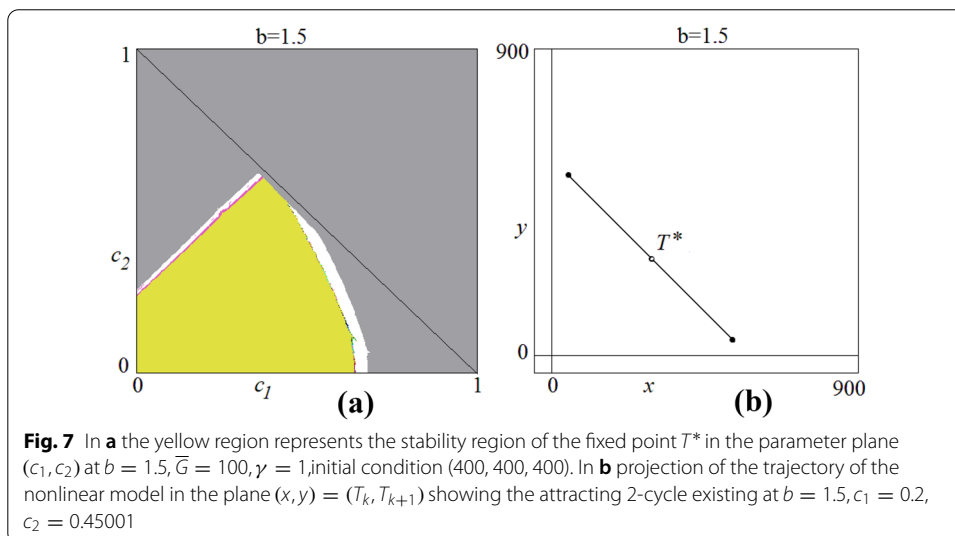 b=1.5
1
c₂
0
0
c₁
1
(a)
b=1.5
900
y
T*
0
0
x
900
(b)
Fig. 7 In a the yellow region represents the stability region of the fixed point T* in the parameter plane
(c₁, c₂) at b = 1.5, G̅ = 100, γ = 1,initial condition (400, 400, 400). In b projection of the trajectory of the
nonlinear model in the plane (x, y) = (Tₖ, Tₖ₊₁) showing the attracting 2-cycle existing at b = 1.5, c₁ = 0.2,
c₂ = 0.45001